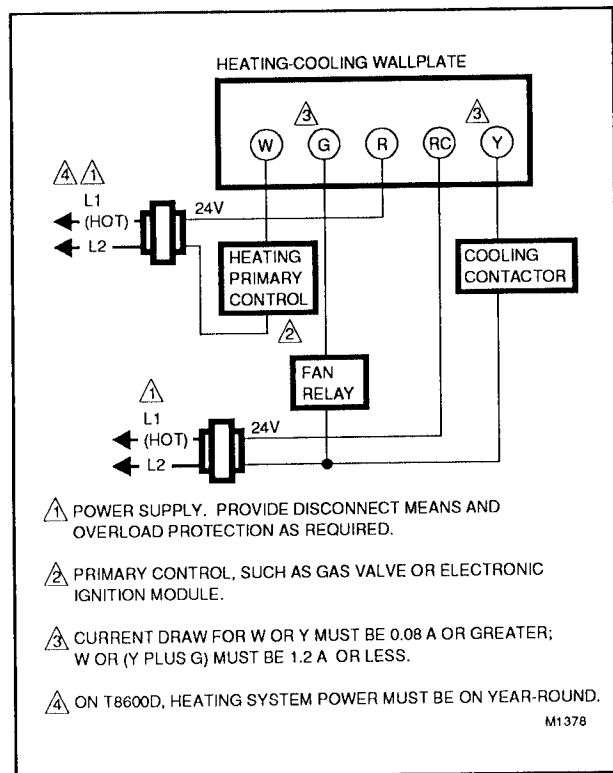 HEATING-COOLING WALLPLATE
3
3
W
G
R
RC
Y
4
1
L1
(HOT)
L2
24V
HEATING
PRIMARY
CONTROL
COOLING
CONTACTOR
2
FAN
RELAY
1
L1
(HOT)
L2
24V
1 POWER SUPPLY. PROVIDE DISCONNECT MEANS AND
OVERLOAD PROTECTION AS REQUIRED.
2 PRIMARY CONTROL, SUCH AS GAS VALVE OR ELECTRONIC
IGNITION MODULE.
3 CURRENT DRAW FOR W OR Y MUST BE 0.08 A OR GREATER;
W OR (Y PLUS G) MUST BE 1.2 A OR LESS.
4 ON T8600D, HEATING SYSTEM POWER MUST BE ON YEAR-ROUND.
M1378